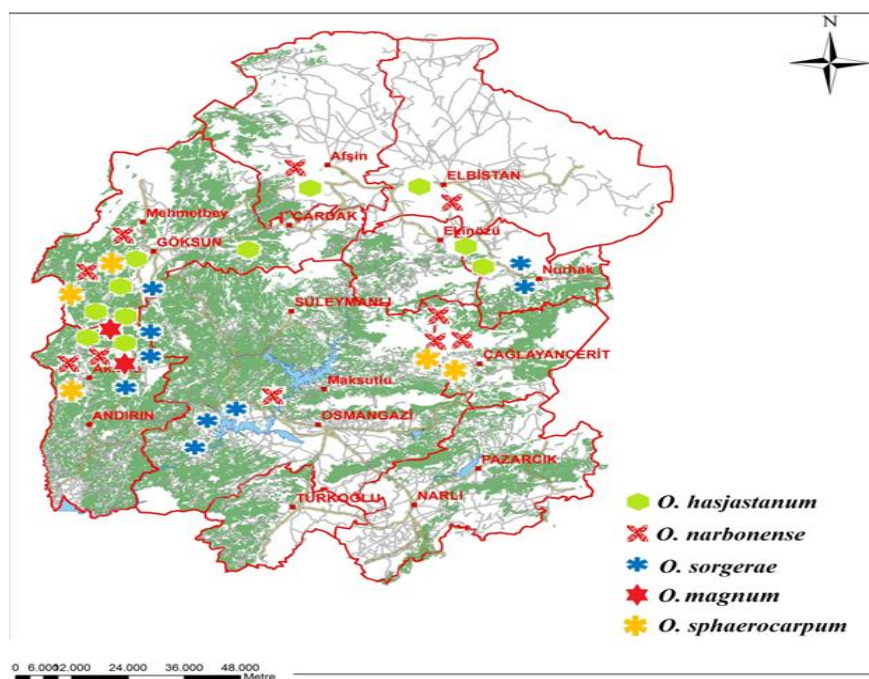 N
Afşin
ELBİSTAN
Mehmetbey
ÇARDAK
Ekinözü
GÖKSUN
Nurhak
SÜLEYMANLI
ÇAĞLAYANCERİT
Maksutlu
ANDIRIN
OSMANGAZİ
PAZARCIK
TÜRKOĞLU
NARLI
O. hasjastanum
O. narbonense
O. sorgerae
O. magnum
O. sphaerocarpum
0 6.000 12.000 24.000 36.000 48.000
Metre